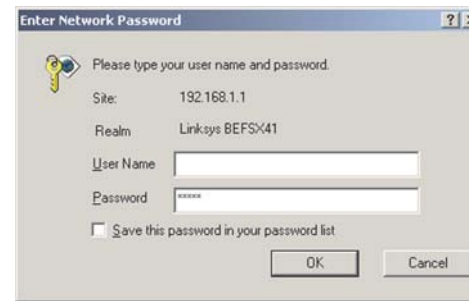 Enter Network Password
Please type your user name and password.
Site: 192.168.1.1
Realm Linksys BEFSX41
User Name
Password xxxxx
Save this password in your password list
OK Cancel